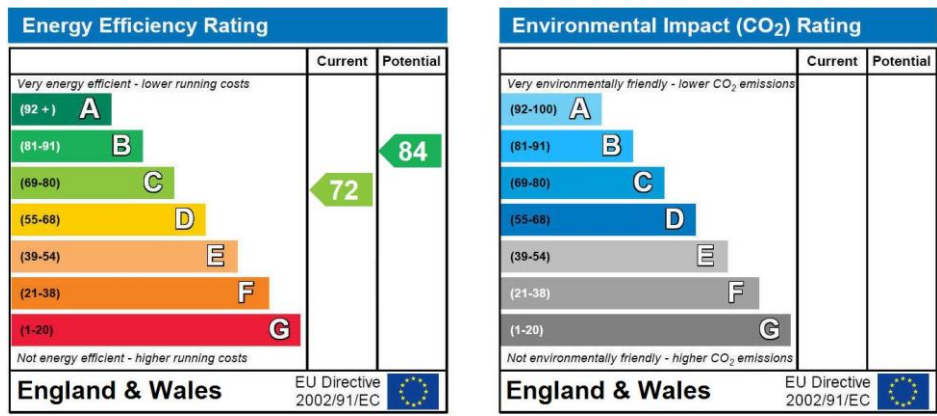 Energy Efficiency Rating
Current Potential
Very energy efficient - lower running costs
(92 +) A
(81-91) B
84
(69-80) C
72
(55-68) D
(39-54) E
(21-38) F
(1-20) G
Not energy efficient - higher running costs
England & Wales
EU Directive
2002/91/EC
Environmental Impact (CO2) Rating
Current Potential
Very environmentally friendly - lower CO2 emissions
(92-100) A
(81-91) B
(69-80) C
(55-68) D
(39-54) E
(21-38) F
(1-20) G
Not environmentally friendly - higher CO2 emissions
England & Wales
EU Directive
2002/91/EC